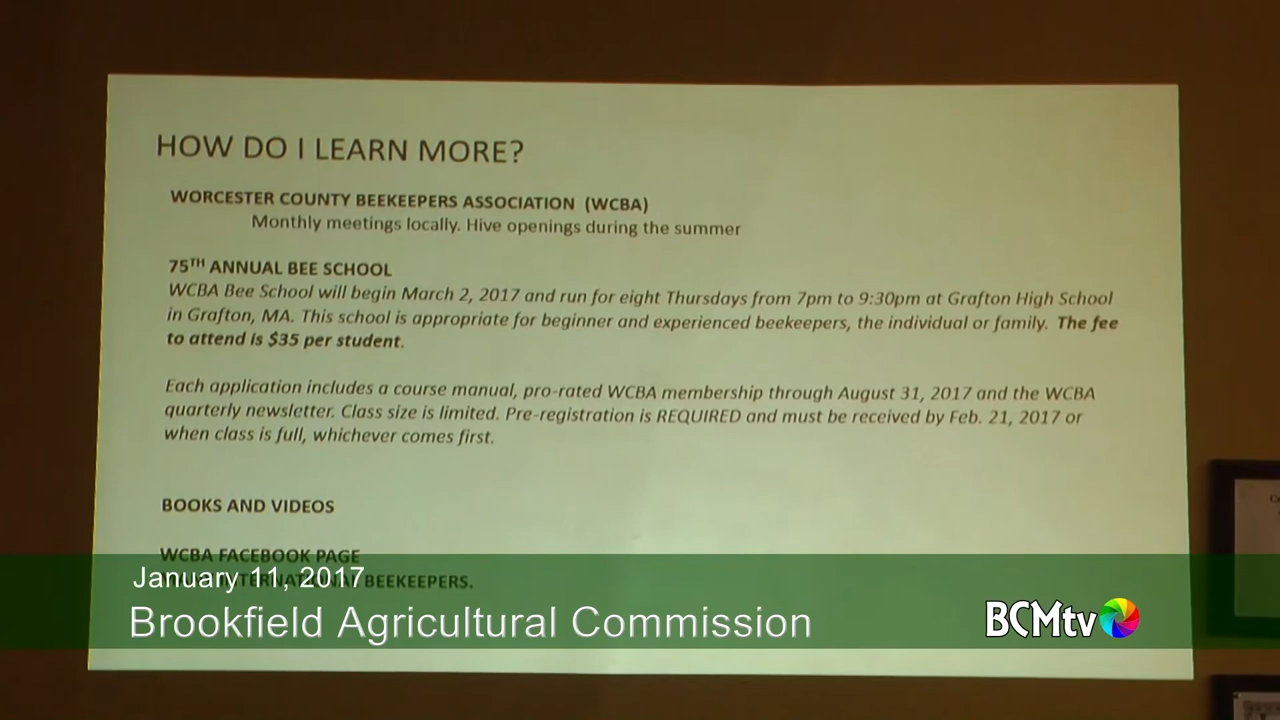 HOW DO I LEARN MORE?
WORCESTER COUNTY BEEKEEPERS ASSOCIATION (WCBA)
Monthly meetings locally. Hive openings during the summer
75TH ANNUAL BEE SCHOOL
WCBA Bee School will begin March 2, 2017 and run for eight Thursdays from 7pm to 9:30pm at Grafton High School
in Grafton, MA. This school is appropriate for beginner and experienced beekeepers, the individual or family. The fee
to attend is $35 per student.
Each application includes a course manual, pro-rated WCBA membership through August 31, 2017 and the WCBA
quarterly newsletter. Class size is limited. Pre-registration is REQUIRED and must be received by Feb. 21, 2017 or
when class is full, whichever comes first.
BOOKS AND VIDEOS
WCBA FACEBOOK PAGE
INTERNATIONAL BEEKEEPERS.
January 11, 2017
Brookfield Agricultural Commission
BCMtv